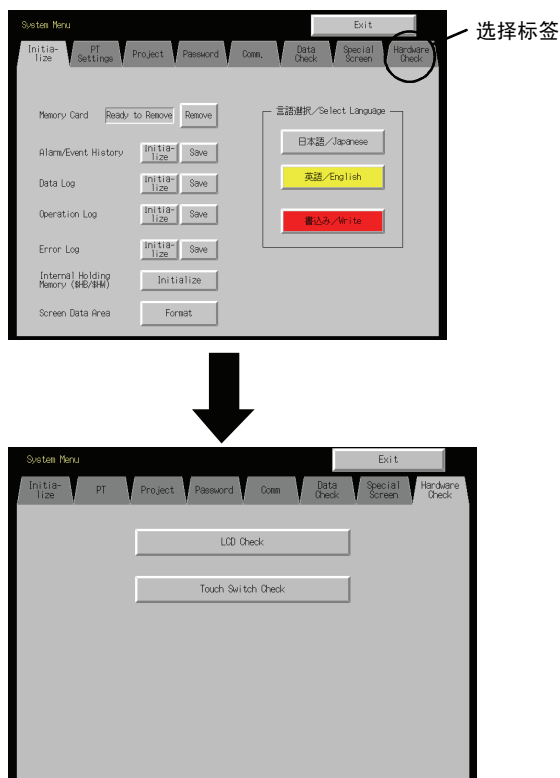 System Menu
Exit
选择标签
Initia-
lize
PT
Settings
Project
Password
Comm.
Data
Check
Special
Screen
Hardware
Check
Memory Card
Ready to Remove
Remove
Alarm/Event History
Initia-
lize
Save
Data Log
Initia-
lize
Save
Operation Log
Initia-
lize
Save
Error Log
Initia-
lize
Save
Internal Holding
Memory ($HB/$HW)
Initialize
Screen Data Area
Format
言語選択／Select Language
日本語／Japanese
英語／English
書込み／Write
System Menu
Exit
Initia-
lize
PT
Project
Password
Comm
Data
Check
Special
Screen
Hardware
Check
LCD Check
Touch Switch Check